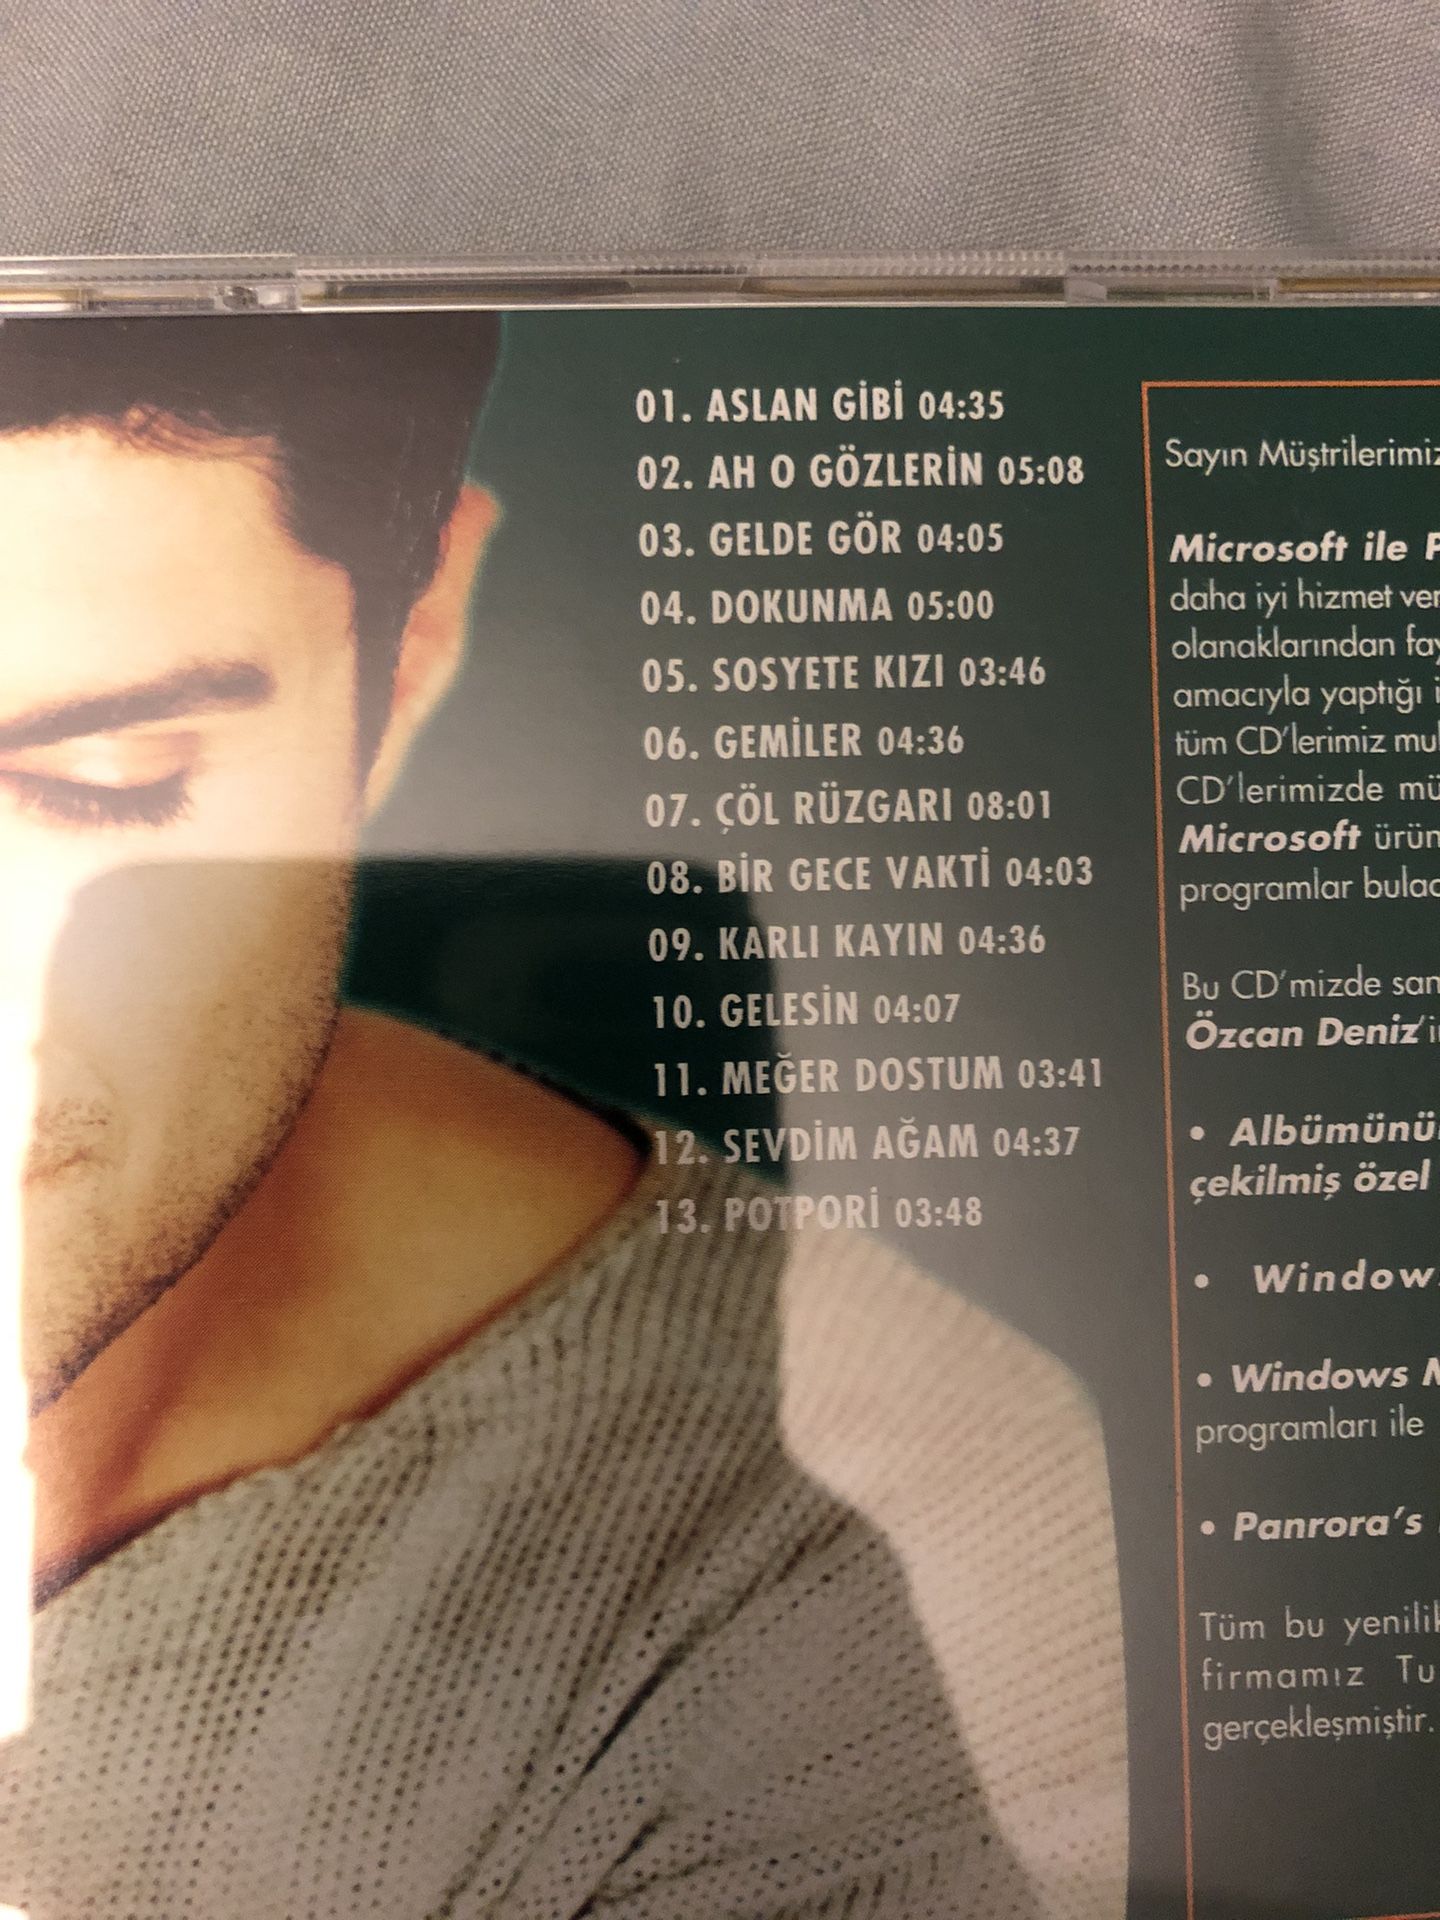 01. ASLAN GİBİ 04:35
02. AH O GÖZLERİN 05:08
03. GELDE GÖR 04:05
04. DOKUNMA 05:00
05. SOSYETE KIZI 03:46
06. GEMİLER 04:36
07. ÇÖL RÜZGARI 08:01
08. BİR GECE VAKTİ 04:03
09. KARLI KAYIN 04:36
10. GELESİN 04:07
11. MEĞER DOSTUM 03:41
12. SEVDİM AĞAM 04:37
13. POTPORİ 03:48
Sayın Müştrilerimiz
Microsoft ile
daha iyi hizmet
olanaklarından
amacıyla yaptığı
tüm CD'lerimiz
CD'lerimizde
Microsoft
programlar
Bu CD'mizde
Özcan Deniz'
• Albümünü
çekilmiş özel
• Window
• Windows
programları ile
• Panrora's
Tüm bu
firmamız
gerçekleşmiştir.